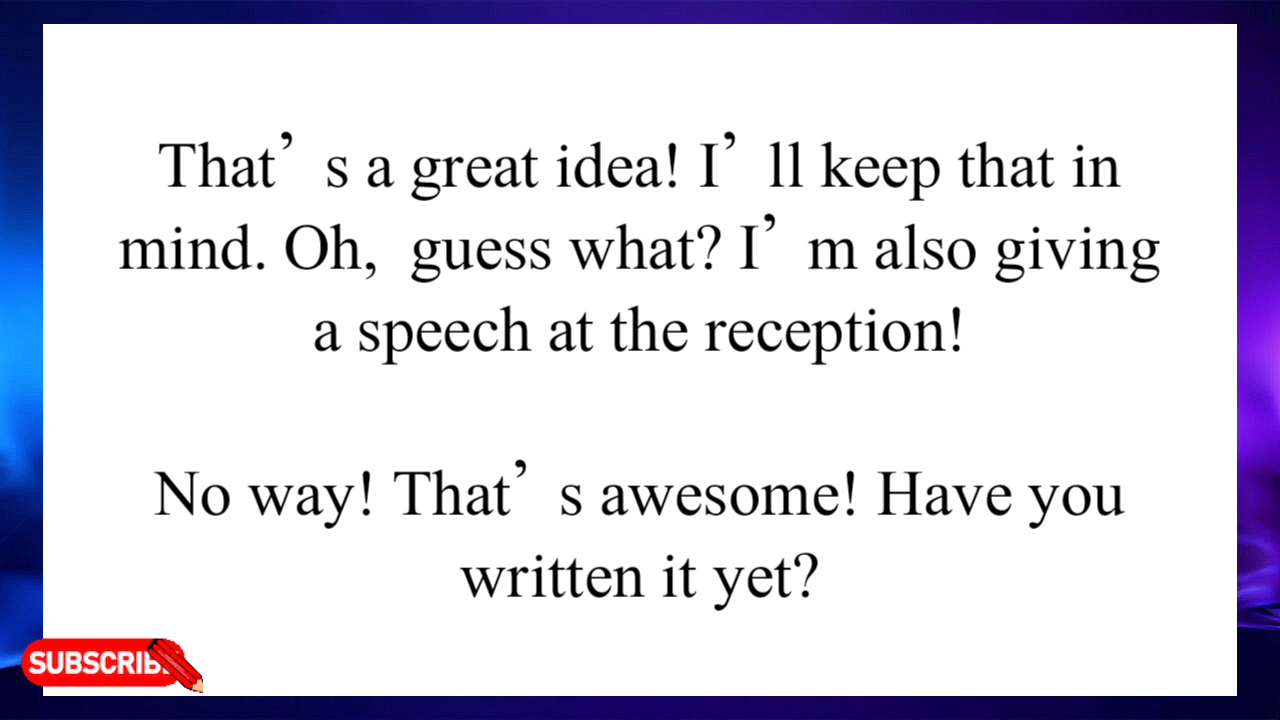 That’s a great idea! I’ll keep that in
mind. Oh, guess what? I’m also giving
a speech at the reception!
No way! That’s awesome! Have you
written it yet?
SUBSCRIBE